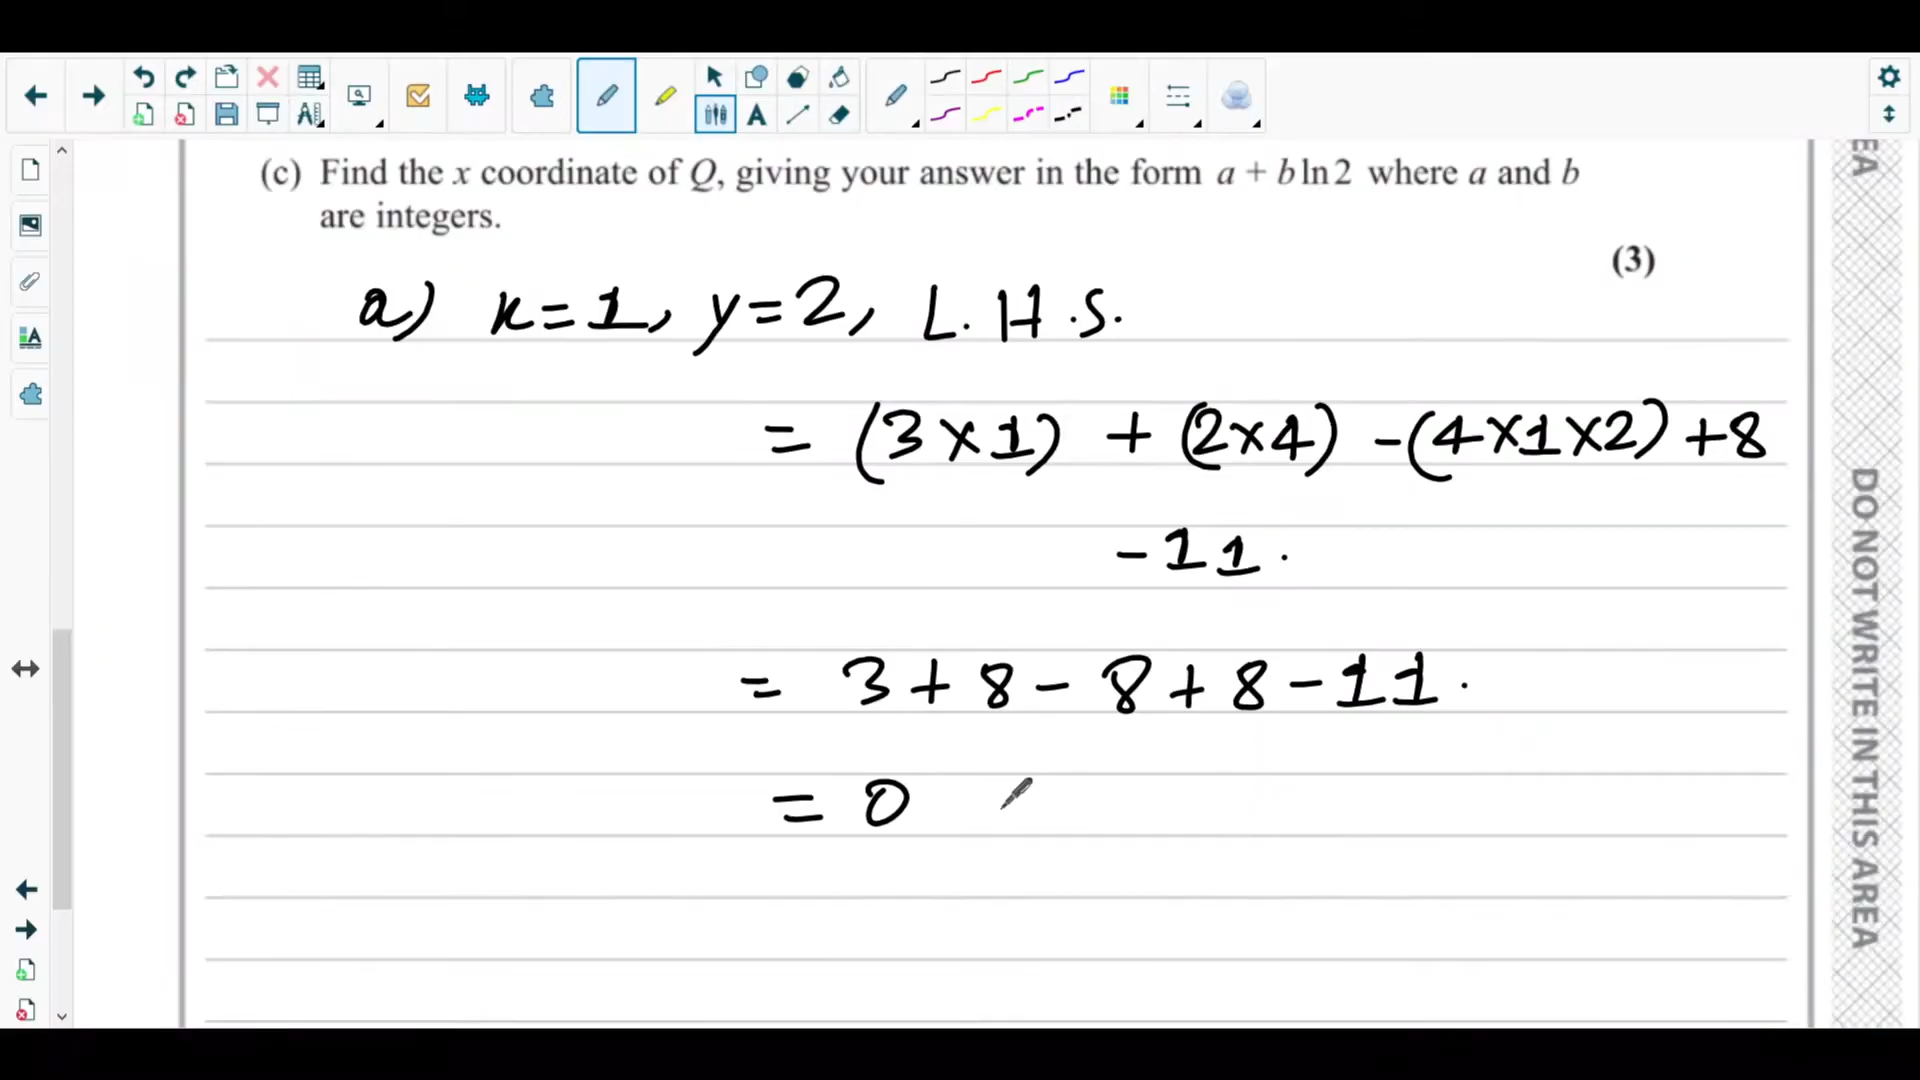 (c) Find the x coordinate of Q, giving your answer in the form a + b ln 2 where a and b
are integers.
(3)
a) x=1, y=2, L.H.S.
= (3×1) + (2×4) -(4×1×2) +8
-11.
= 3+8-8+8-11.
= 0
EA
DO NOT WRITE IN THIS AREA